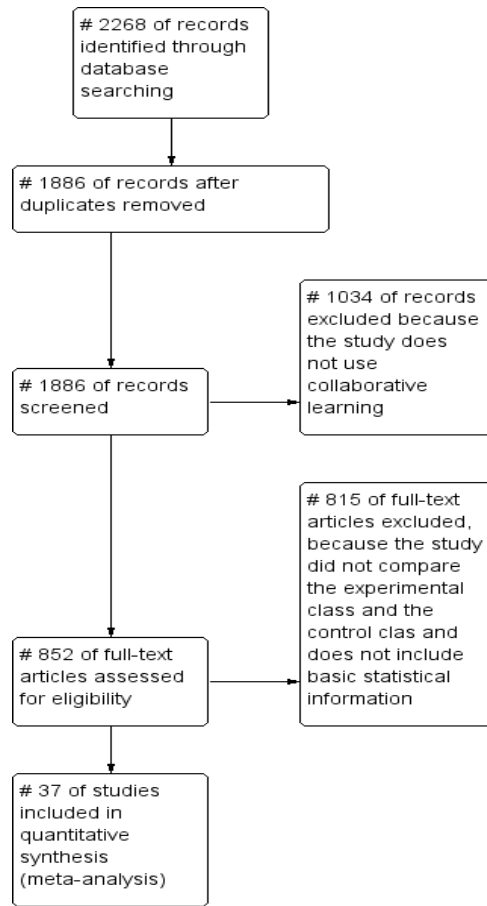 # 2268 of records
identified through
database
searching
# 1886 of records after
duplicates removed
# 1034 of records
excluded because
the study does
not use
collaborative
learning
# 1886 of records
screened
# 815 of full-text
articles excluded,
because the study
did not compare
the experimental
class and the
control clas and
does not include
basic statistical
information
# 852 of full-text
articles assessed
for eligibility
# 37 of studies
included in
quantitative
synthesis
(meta-analysis)